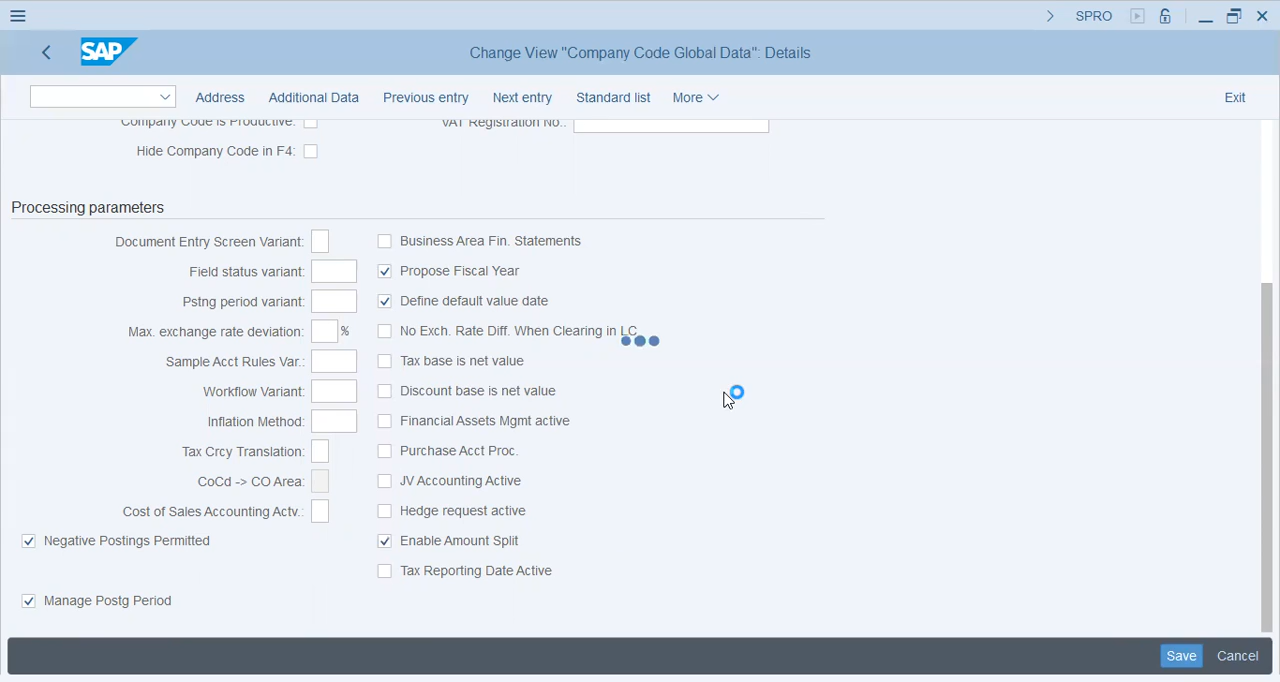 SPRO
SAP
Change View "Company Code Global Data": Details
Address
Additional Data
Previous entry
Next entry
Standard list
More
Exit
Company Code is Productive:
VAT Registration No.:
Hide Company Code in F4:
Processing parameters
Document Entry Screen Variant:
Business Area Fin. Statements
Field status variant:
Propose Fiscal Year
Pstng period variant:
Define default value date
Max. exchange rate deviation: %
No Exch. Rate Diff. When Clearing in LC
Sample Acct Rules Var.:
Tax base is net value
Workflow Variant:
Discount base is net value
Inflation Method:
Financial Assets Mgmt active
Tax Crcy Translation:
Purchase Acct Proc.
CoCd -> CO Area:
JV Accounting Active
Cost of Sales Accounting Actv.:
Hedge request active
Negative Postings Permitted
Enable Amount Split
Tax Reporting Date Active
Manage Postg Period
Save
Cancel